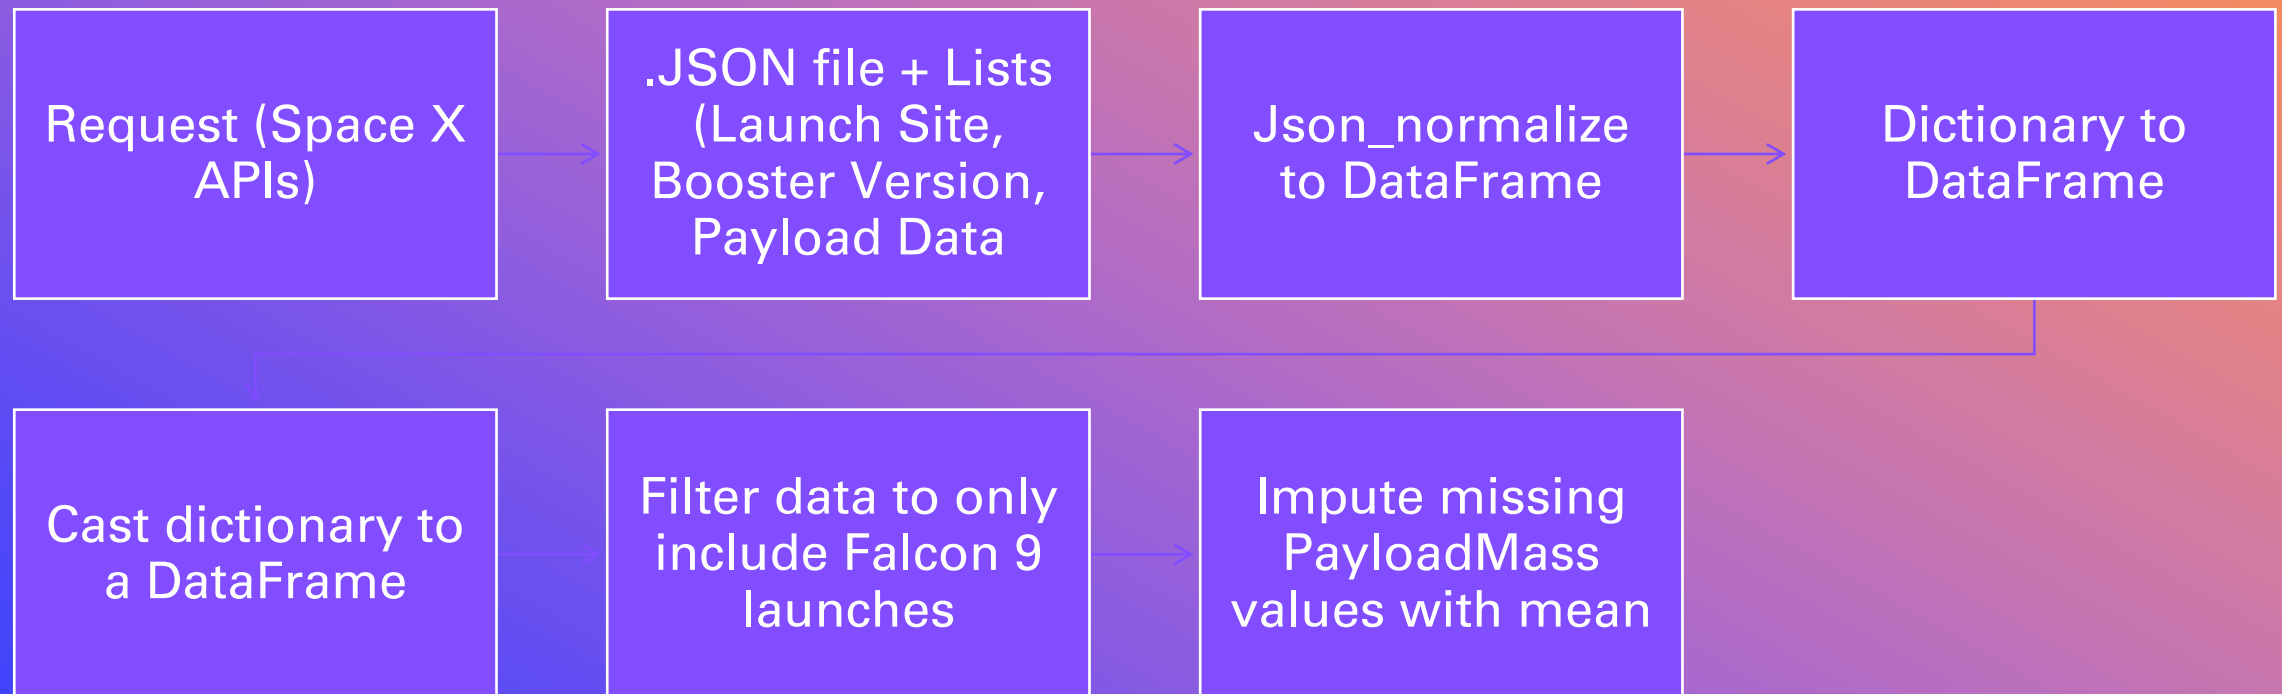 Request (Space X
APIs)
.JSON file + Lists
(Launch Site,
Booster Version,
Payload Data
Json_normalize
to DataFrame
Dictionary to
DataFrame
Cast dictionary to
a DataFrame
Filter data to only
include Falcon 9
launches
Impute missing
PayloadMass
values with mean